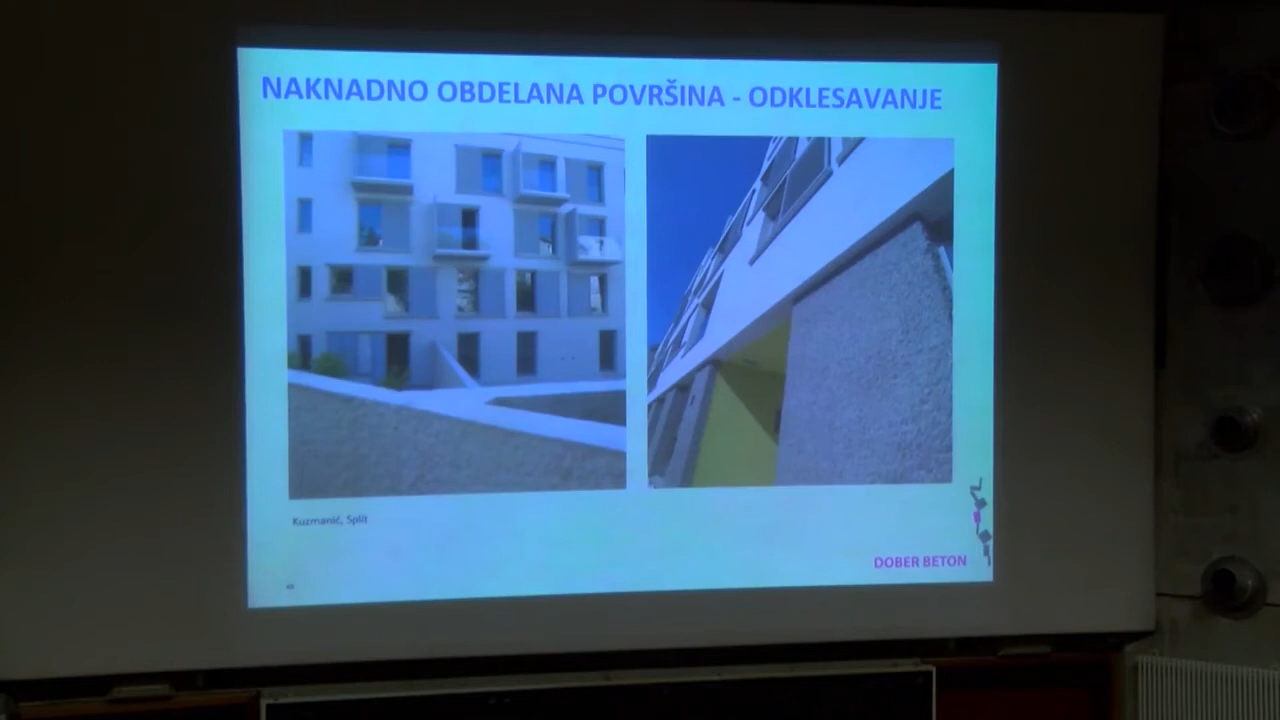 NAKNADNO OBDELANA POVRŠINA - ODKLESAVANJE
Kuzmanić, Split
DOBER BETON